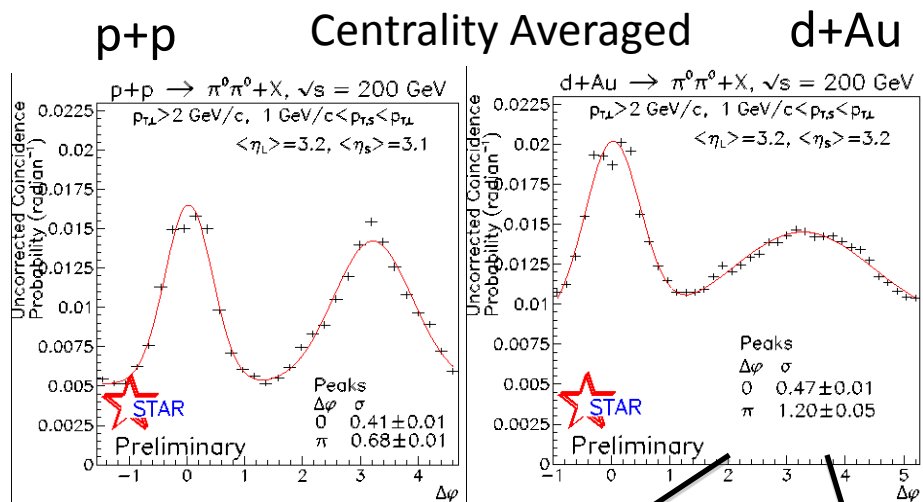 p+p Centrality Averaged d+Au
p+p → π⁰π⁰+X, √s = 200 GeV
p_T,L>2 GeV/c, 1 GeV/c<p_T,S<p_T,L
<η_L>=3.2, <η_S>=3.1
Uncorrected Coincidence
Probability (radian⁻¹)
0.0225
0.02
0.0175
0.015
0.0125
0.01
0.0075
0.005
0.0025
0
STAR
Preliminary
Peaks
Δφ σ
0 0.41±0.01
π 0.68±0.01
-1 0 1 2 3 4
Δφ
d+Au → π⁰π⁰+X, √s = 200 GeV
p_T,L>2 GeV/c, 1 GeV/c<p_T,S<p_T,L
<η_L>=3.2, <η_S>=3.2
Uncorrected Coincidence
Probability (radian⁻¹)
0.0225
0.02
0.0175
0.015
0.0125
0.01
0.0075
0.005
0.0025
0
STAR
Preliminary
Peaks
Δφ σ
0 0.47±0.01
π 1.20±0.05
-1 0 1 2 3 4 5
Δφ